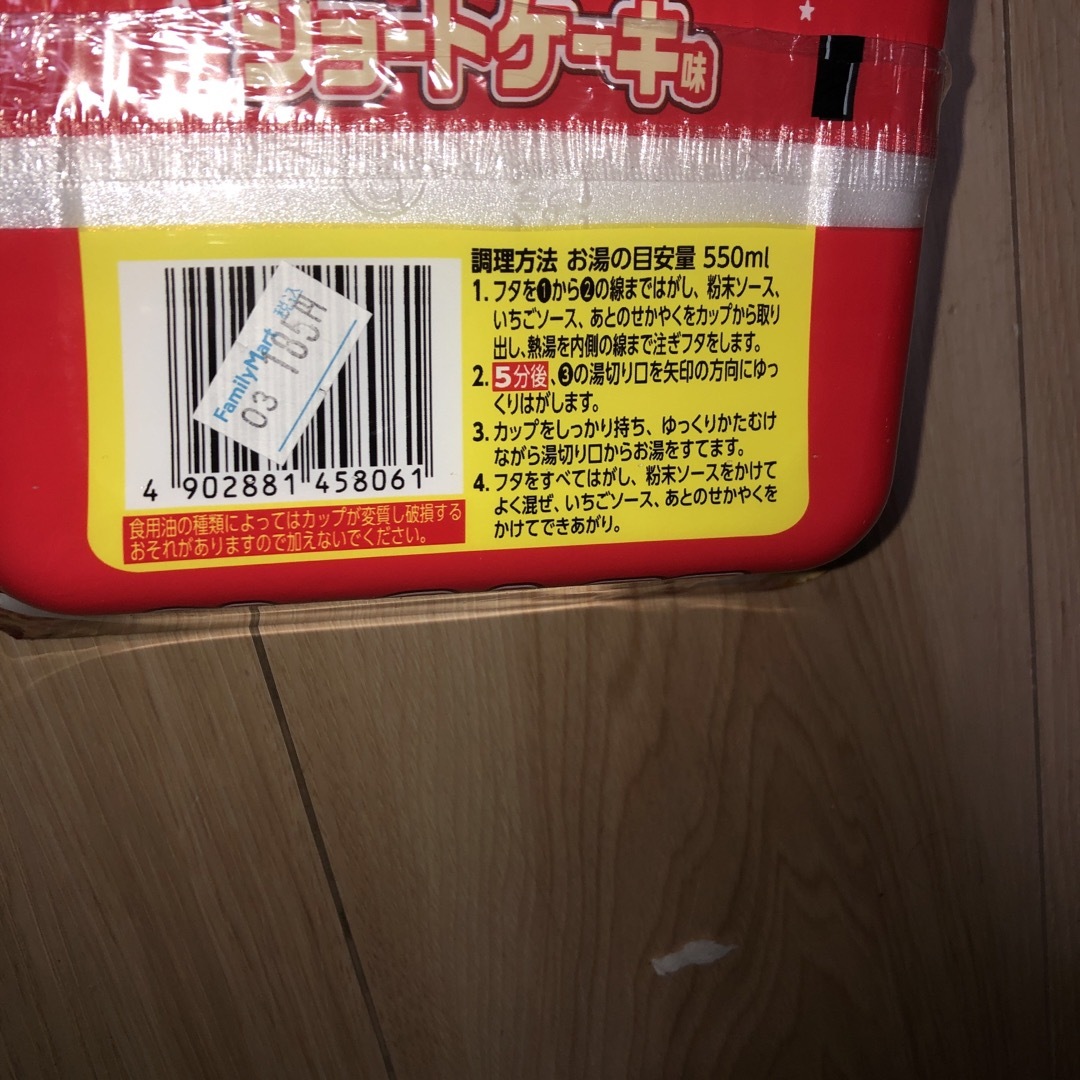 ショートケーキ味
調理方法 お湯の目安量 550ml
1. フタを❶から❷の線まではがし、粉末ソース、
いちごソース、あとのせかやくをカップから取り
出し、熱湯を内側の線まで注ぎフタをします。
2. 5分後、❸の湯切り口を矢印の方向にゆっ
くりはがします。
3. カップをしっかり持ち、ゆっくりかたむけ
ながら湯切り口からお湯をすてます。
4. フタをすべてはがし、粉末ソースをかけて
よく混ぜ、いちごソース、あとのせかやくを
かけてできあがり。
FamilyMart 税込
03 185円
4 902881 458061
食用油の種類によってはカップが変質し破損する
おそれがありますので加えないでください。